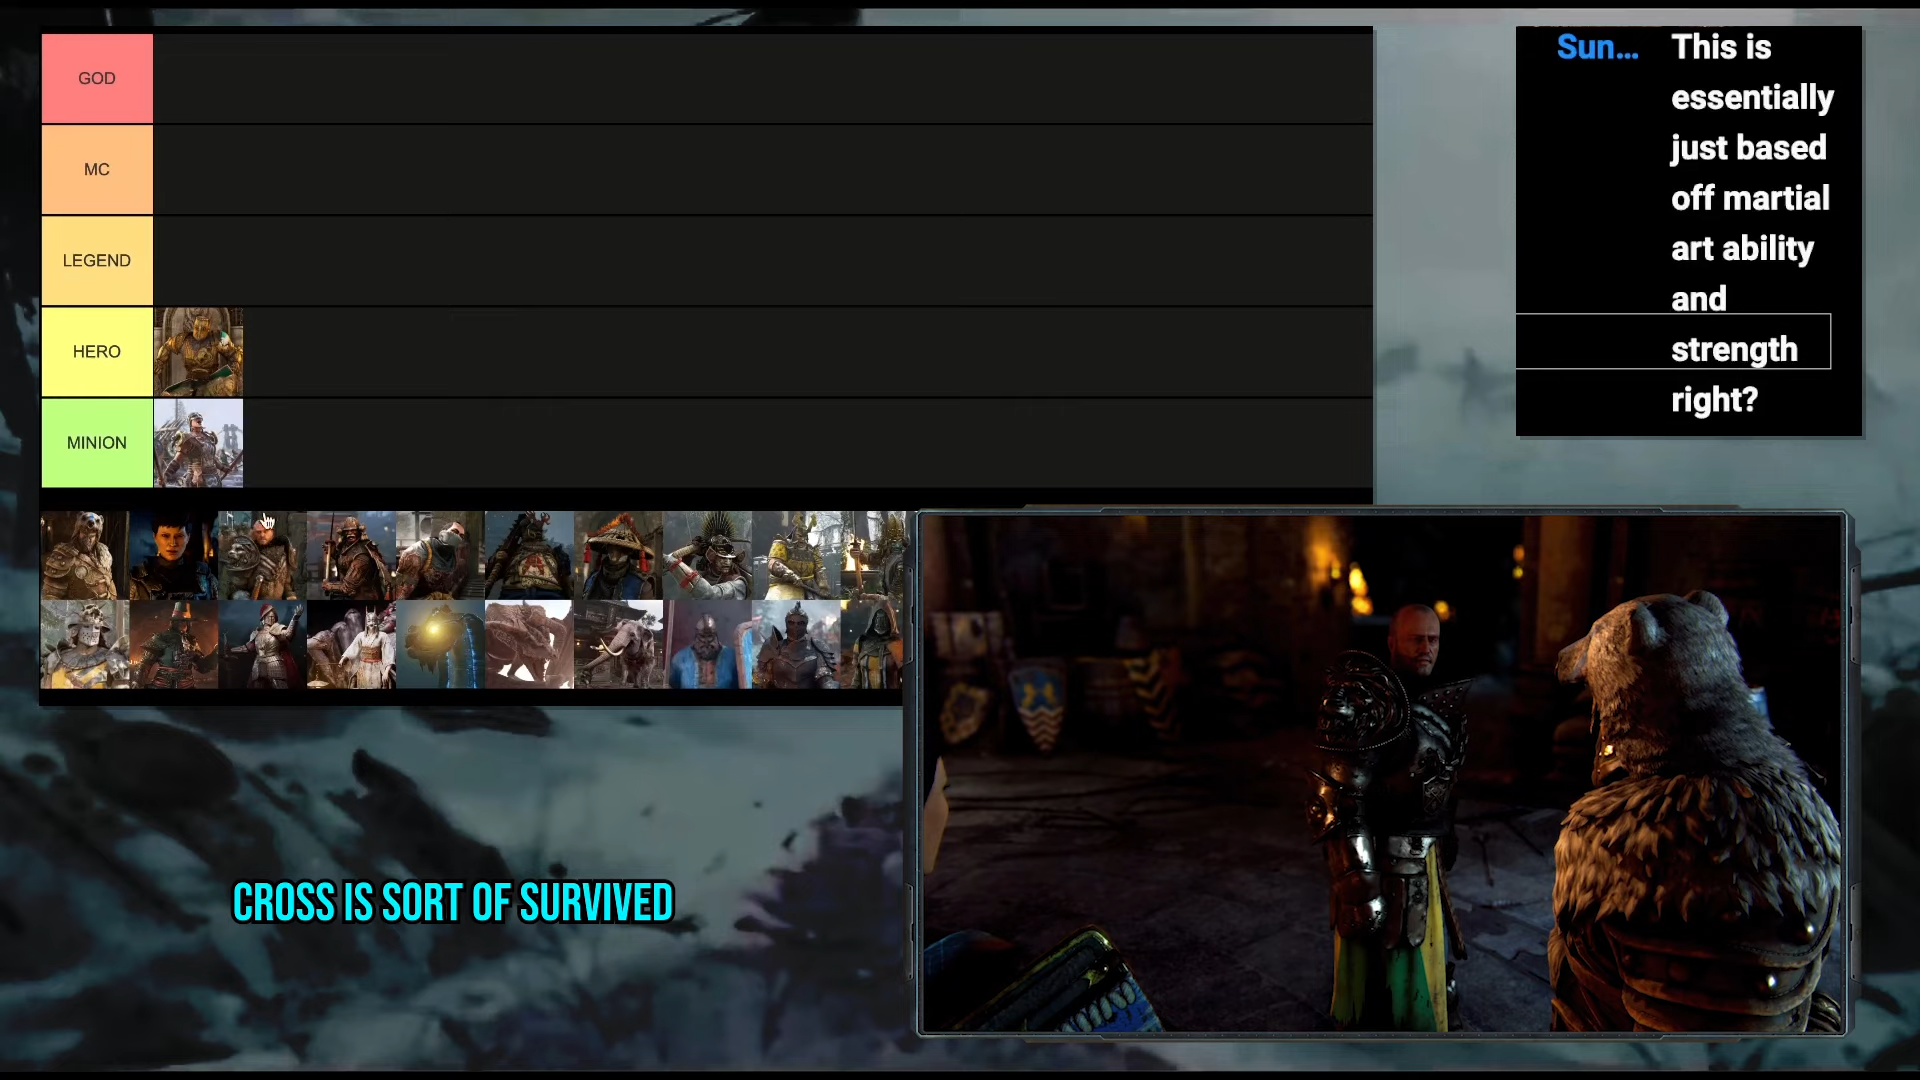 GOD
MC
LEGEND
HERO
MINION
Sun...
This is
essentially
just based
off martial
art ability
and
strength
right?
CROSS IS SORT OF SURVIVED